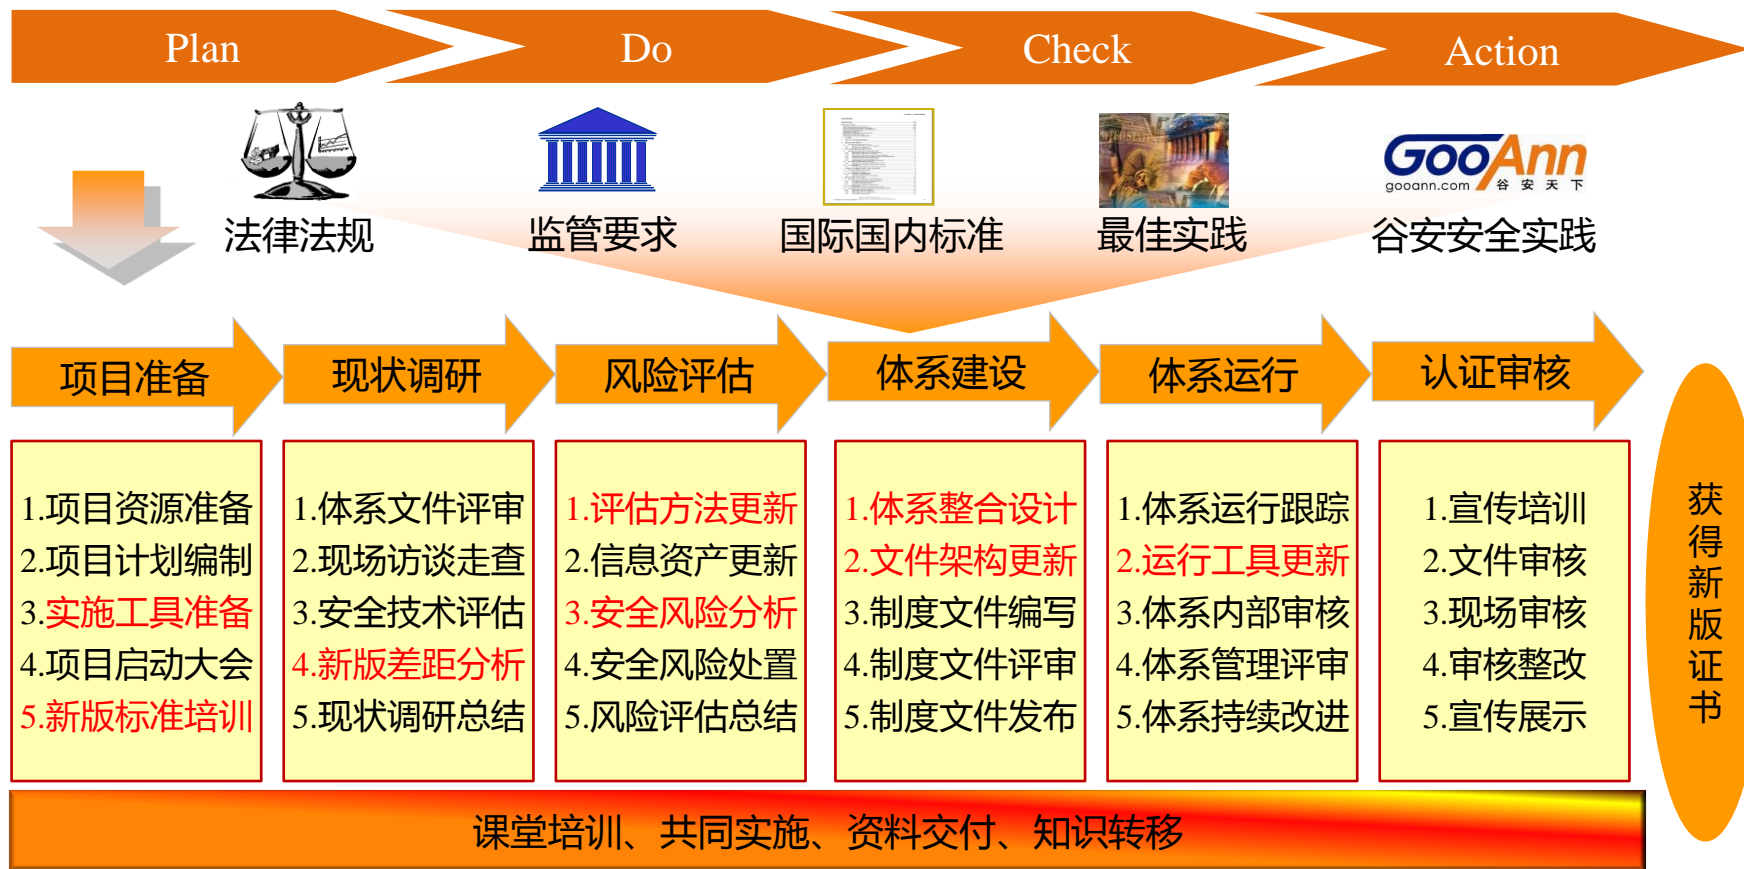 Plan
Do
Check
Action
GooAnn
gooann.com 谷安天下
法律法规
监管要求
国际国内标准
最佳实践
谷安安全实践
项目准备
现状调研
风险评估
体系建设
体系运行
认证审核
1.项目资源准备
2.项目计划编制
3.实施工具准备
4.项目启动大会
5.新版标准培训
1.体系文件评审
2.现场访谈走查
3.安全技术评估
4.新版差距分析
5.现状调研总结
1.评估方法更新
2.信息资产更新
3.安全风险分析
4.安全风险处置
5.风险评估总结
1.体系整合设计
2.文件架构更新
3.制度文件编写
4.制度文件评审
5.制度文件发布
1.体系运行跟踪
2.运行工具更新
3.体系内部审核
4.体系管理评审
5.体系持续改进
1.宣传培训
2.文件审核
3.现场审核
4.审核整改
5.宣传展示
获得新版证书
课堂培训、共同实施、资料交付、知识转移